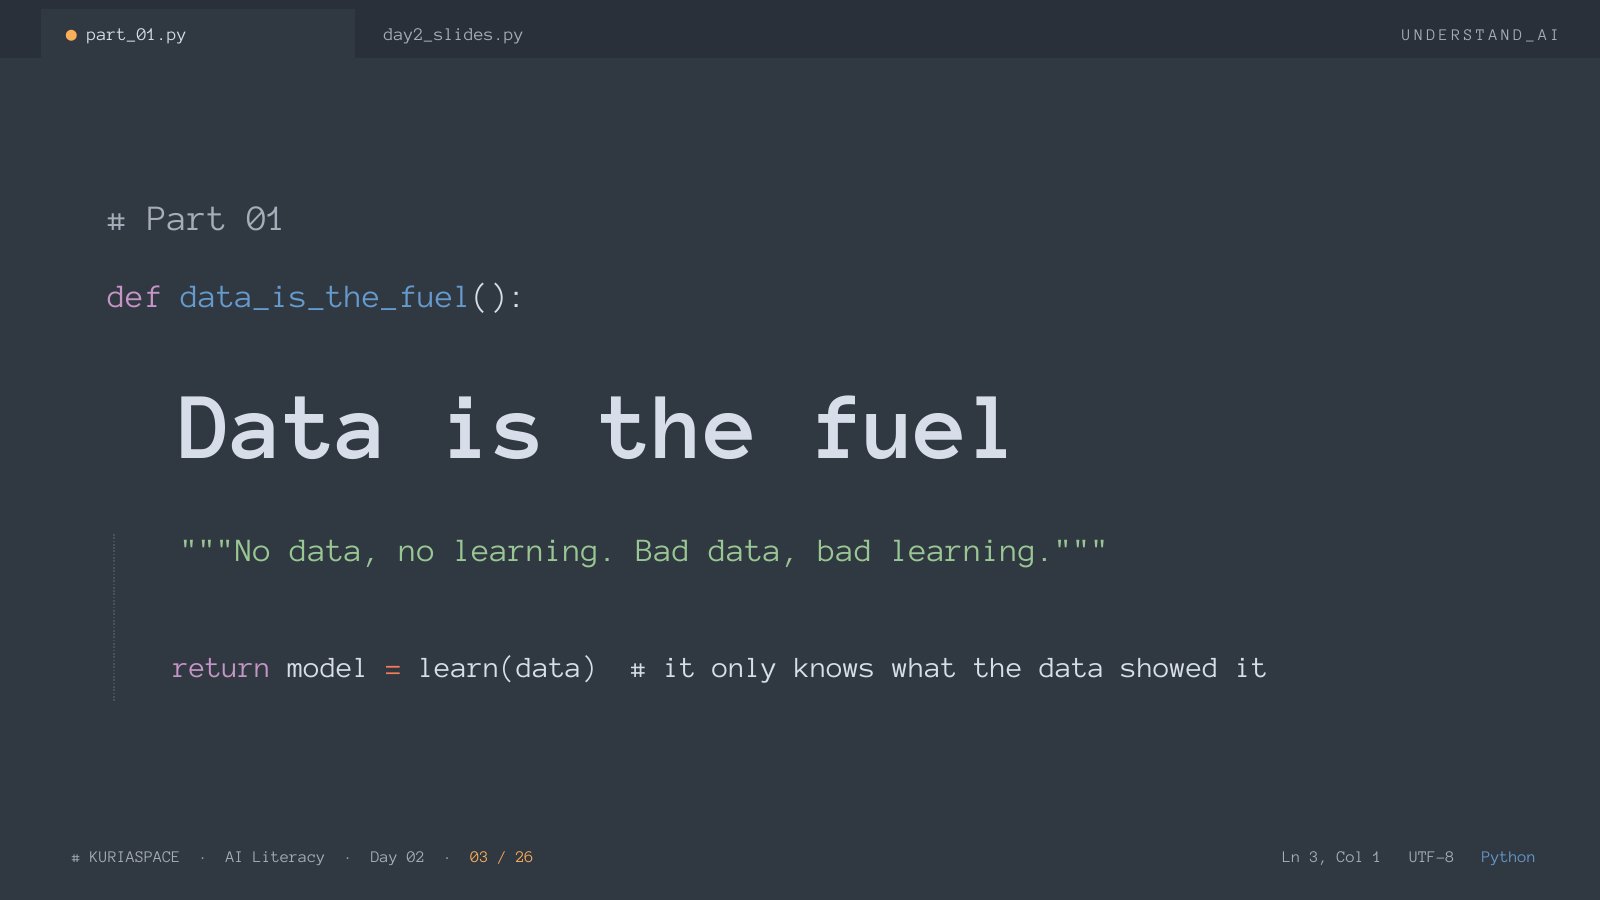 part_01.py
day2_slides.py
UNDERSTAND_AI
# Part 01
def data_is_the_fuel():
Data is the fuel
"""No data, no learning. Bad data, bad learning."""
return model = learn(data)  # it only knows what the data showed it
# KURIASPACE · AI Literacy · Day 02 · 03 / 26
Ln 3, Col 1 UTF-8 Python